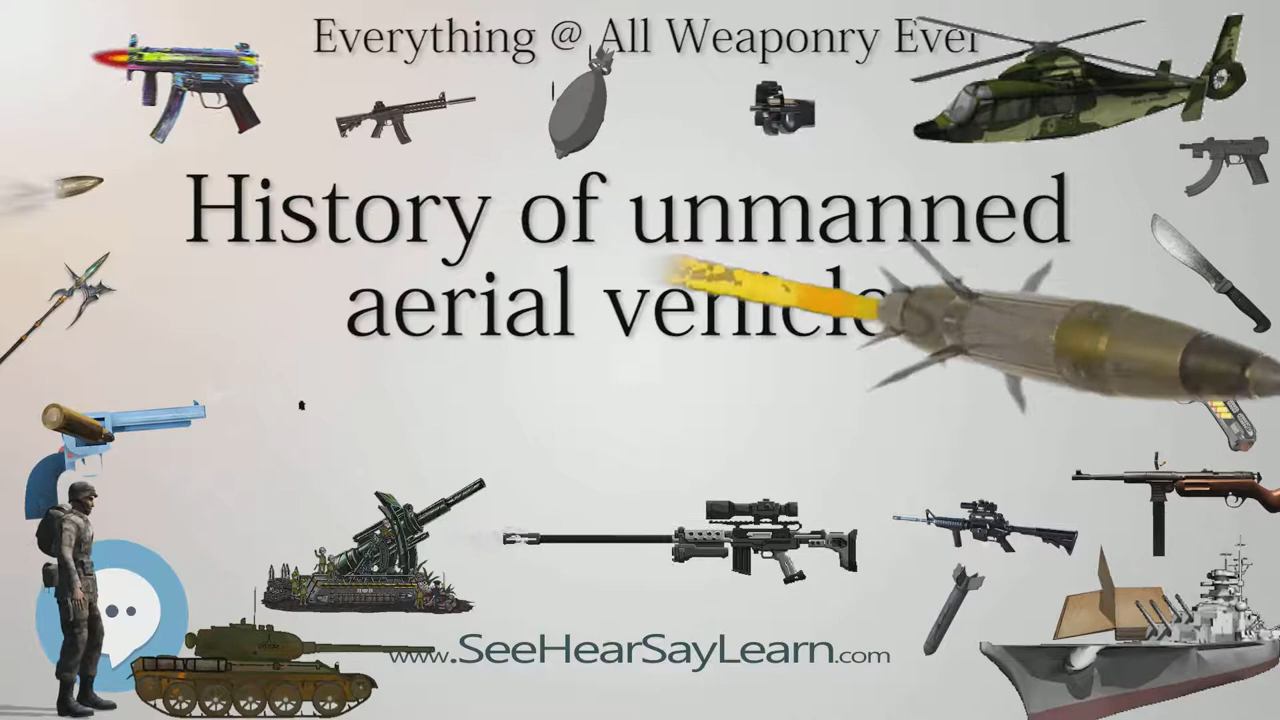 Everything @ All Weaponry Ever
History of unmanned
aerial vehicle
www.SeeHearSayLearn.com